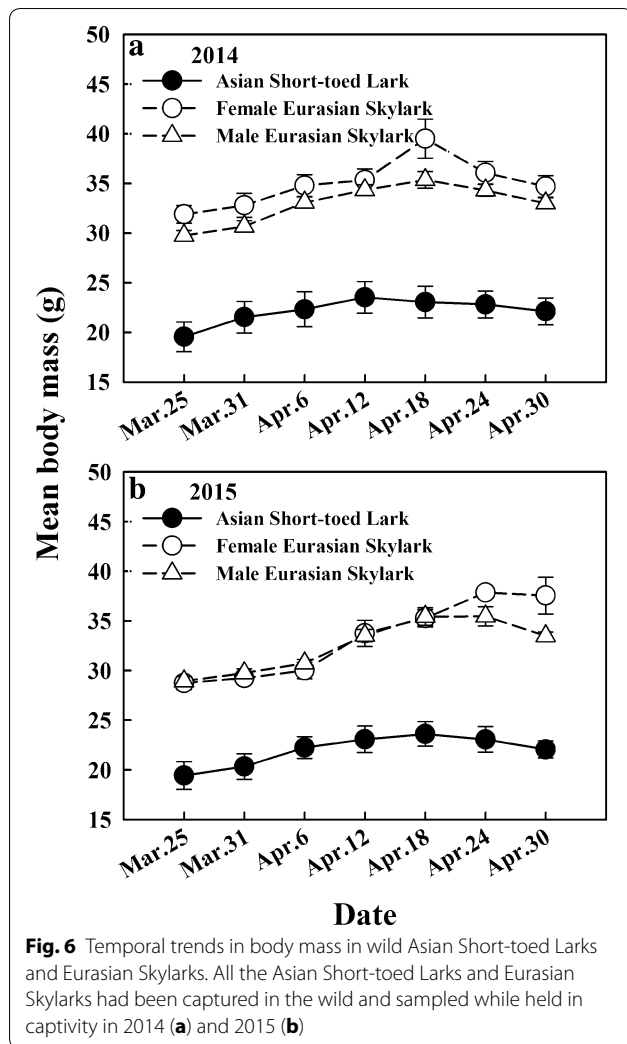 50
a 2014
45
Asian Short-toed Lark
Female Eurasian Skylark
40
Male Eurasian Skylark
35
30
25
20
15
Mar.25 Mar.31 Apr.6 Apr.12 Apr.18 Apr.24 Apr.30
Mean body mass (g)
50
b 2015
45
Asian Short-toed Lark
Female Eurasian Skylark
40
Male Eurasian Skylark
35
30
25
20
15
Mar.25 Mar.31 Apr.6 Apr.12 Apr.18 Apr.24 Apr.30
Date
Fig. 6 Temporal trends in body mass in wild Asian Short-toed Larks
and Eurasian Skylarks. All the Asian Short-toed Larks and Eurasian
Skylarks had been captured in the wild and sampled while held in
captivity in 2014 (a) and 2015 (b)